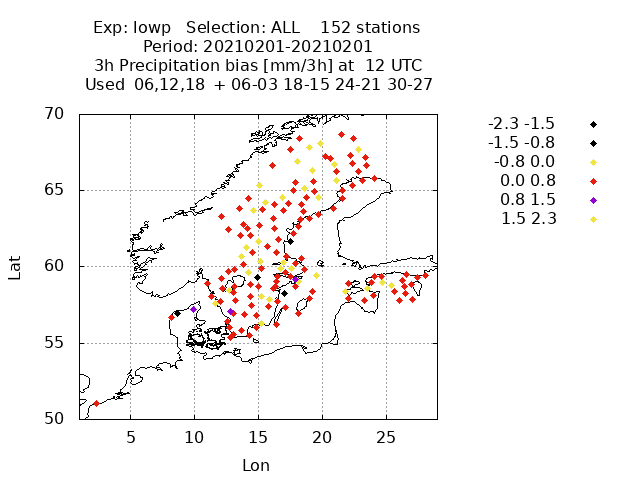 Exp: lowp   Selection: ALL    152 stations
Period: 20210201-20210201
3h Precipitation bias [mm/3h] at  12 UTC
Used  06,12,18  + 06-03 18-15 24-21 30-27
-2.3 -1.5
-1.5 -0.8
-0.8 0.0
0.0 0.8
0.8 1.5
1.5 2.3
Lat
70
65
60
55
50
5 10 15 20 25
Lon